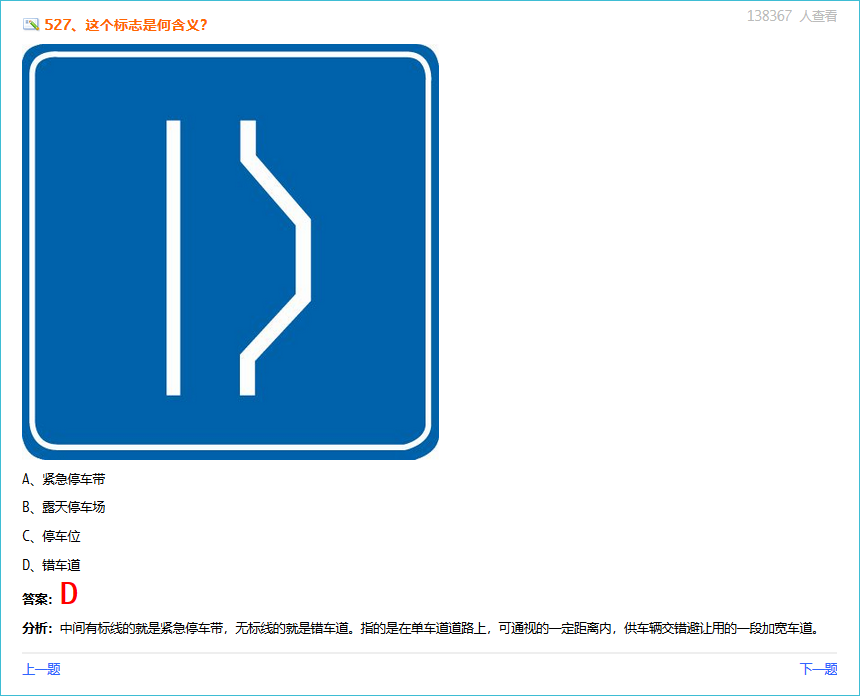 527、这个标志是何含义？
138367 人查看
A、紧急停车带
B、露天停车场
C、停车位
D、错车道
答案：D
分析：中间有标线的就是紧急停车带，无标线的就是错车道。指的是在单车道道路上，可通视的一定距离内，供车辆交错避让用的一段加宽车道。
上一题
下一题